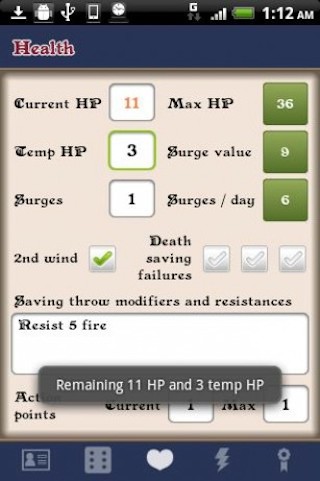 1:12 AM
Health
Current HP 11 Max HP 36
Temp HP 3 Surge value 9
Surges 1 Surges / day 6
2nd wind Death saving failures
Saving throw modifiers and resistances
Resist 5 fire
Remaining 11 HP and 3 temp HP
Action points Current 1 Max 1